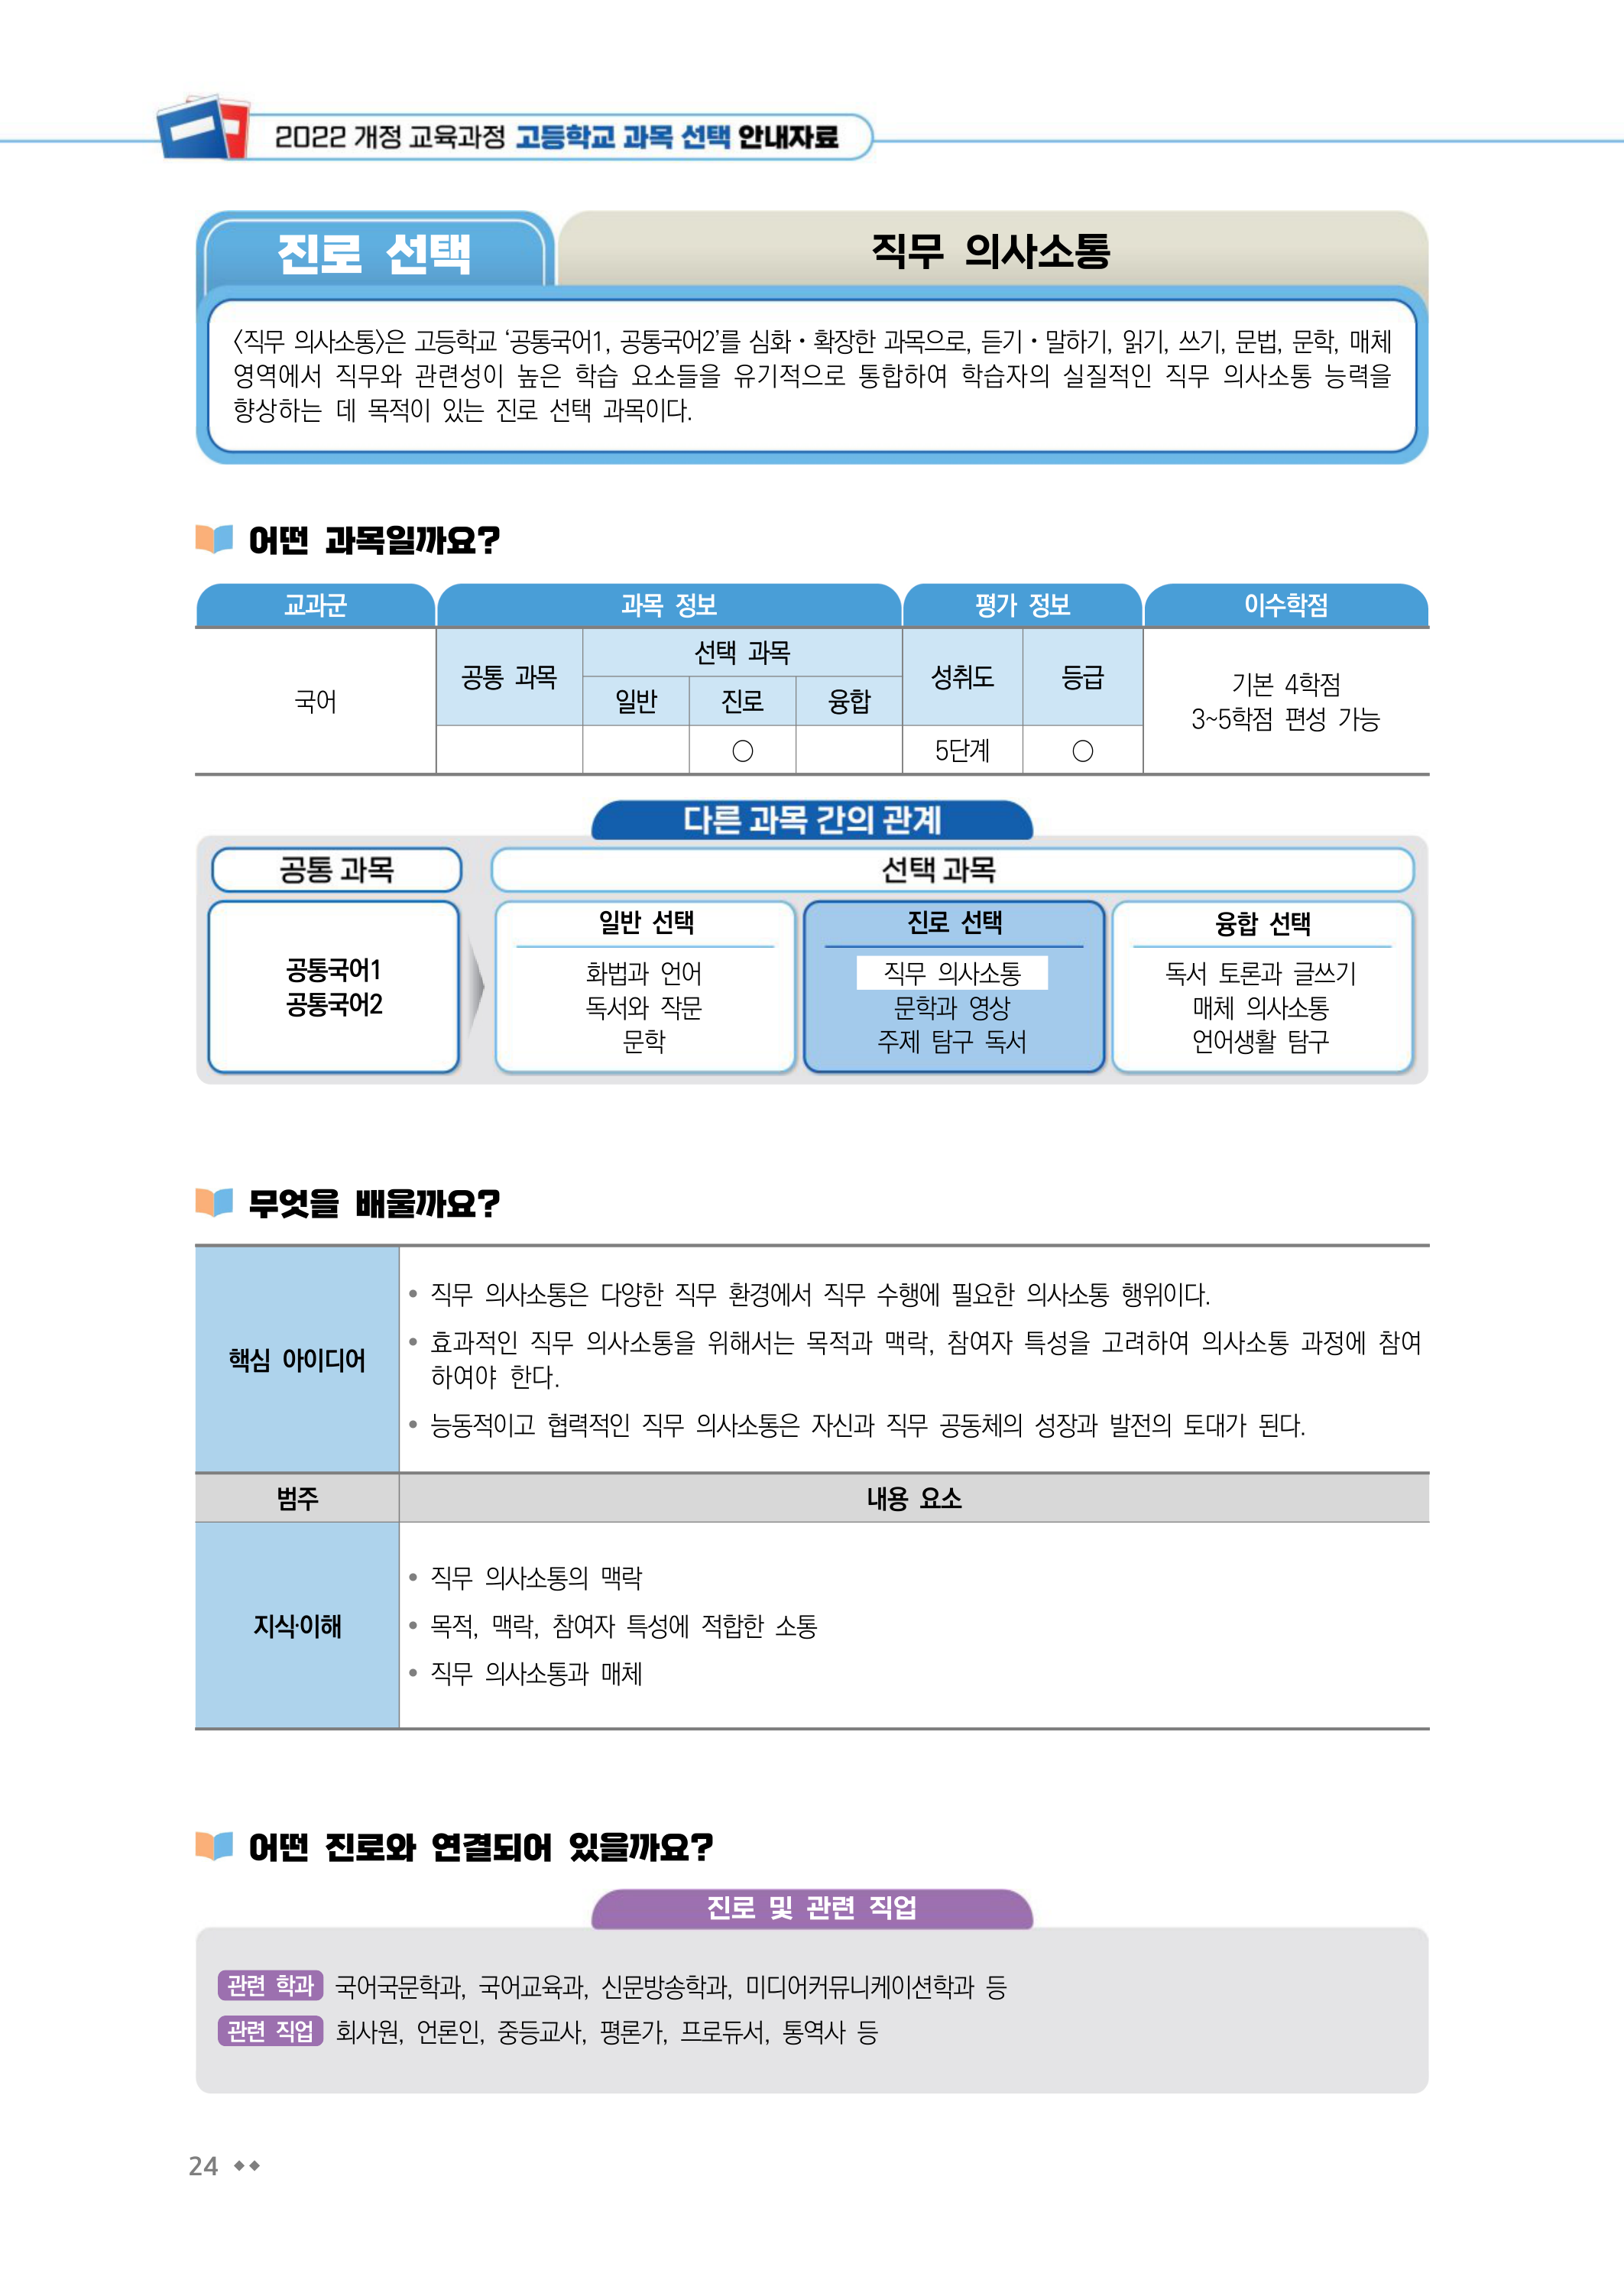 2022 개정 교육과정 고등학교 과목 선택 안내자료
진로 선택
직무 의사소통
〈직무 의사소통〉은 고등학교 ‘공통국어1, 공통국어2’를 심화・확장한 과목으로, 듣기・말하기, 읽기, 쓰기, 문법, 문학, 매체
영역에서 직무와 관련성이 높은 학습 요소들을 유기적으로 통합하여 학습자의 실질적인 직무 의사소통 능력을
향상하는 데 목적이 있는 진로 선택 과목이다.
어떤 과목일까요?
교과군 과목 정보 평가 정보 이수학점
국어
공통 과목
선택 과목
일반 진로 융합
성취도 등급
○ 5단계 ○
기본 4학점
3~5학점 편성 가능
다른 과목 간의 관계
공통 과목
선택 과목
공통국어1
공통국어2
일반 선택
화법과 언어
독서와 작문
문학
진로 선택
직무 의사소통
문학과 영상
주제 탐구 독서
융합 선택
독서 토론과 글쓰기
매체 의사소통
언어생활 탐구
무엇을 배울까요?
핵심 아이디어
• 직무 의사소통은 다양한 직무 환경에서 직무 수행에 필요한 의사소통 행위이다.
• 효과적인 직무 의사소통을 위해서는 목적과 맥락, 참여자 특성을 고려하여 의사소통 과정에 참여
하여야 한다.
• 능동적이고 협력적인 직무 의사소통은 자신과 직무 공동체의 성장과 발전의 토대가 된다.
범주 내용 요소
지식·이해
• 직무 의사소통의 맥락
• 목적, 맥락, 참여자 특성에 적합한 소통
• 직무 의사소통과 매체
어떤 진로와 연결되어 있을까요?
진로 및 관련 직업
관련 학과 국어국문학과, 국어교육과, 신문방송학과, 미디어커뮤니케이션학과 등
관련 직업 회사원, 언론인, 중등교사, 평론가, 프로듀서, 통역사 등
24 ◆◆